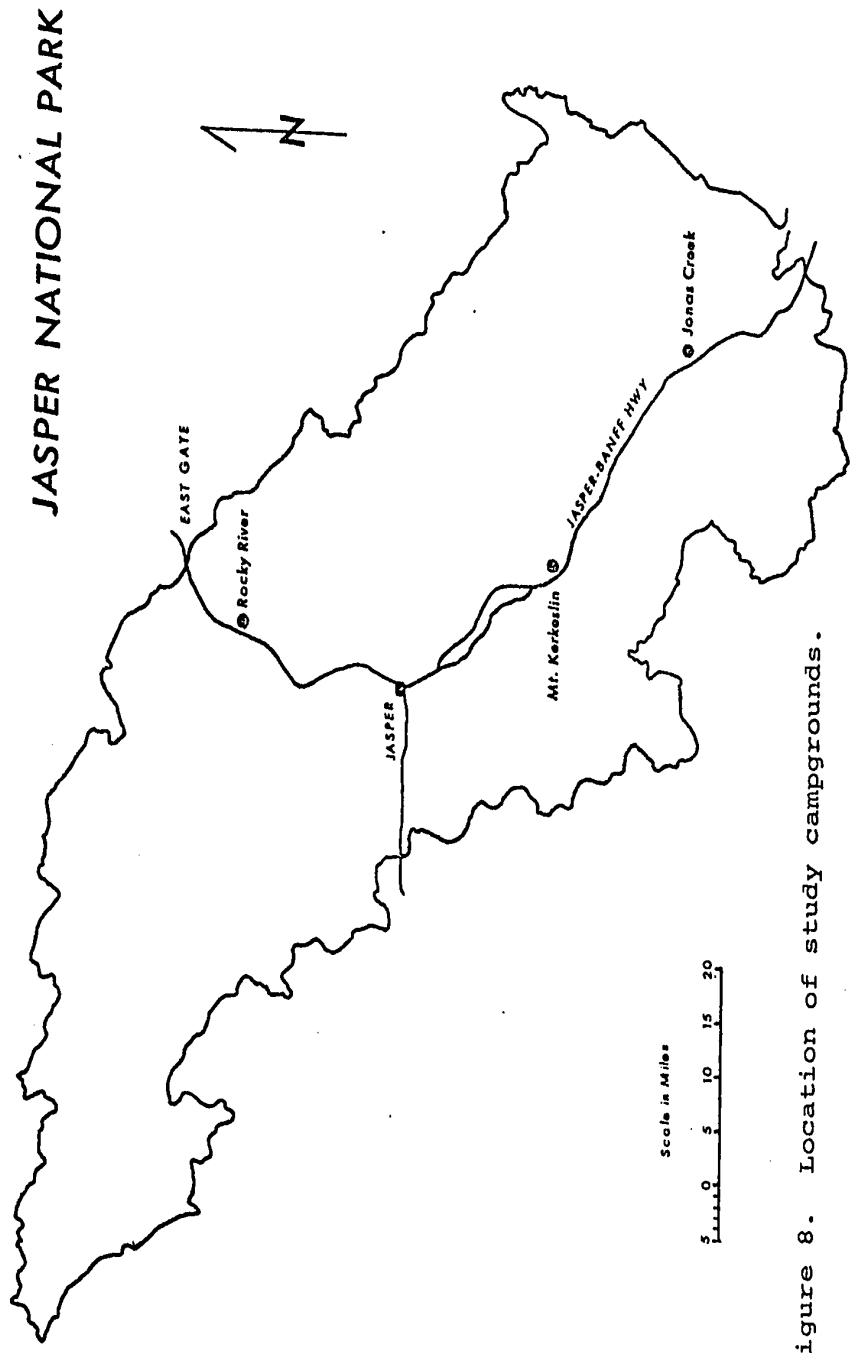 JASPER NATIONAL PARK
N
EAST GATE
Rocky River
JASPER
Mt. Kerkeslin
JASPER-BANFF HWY
Jonas Creek
Scale in Miles
5 0 5 10 15 20
igure 8. Location of study campgrounds.